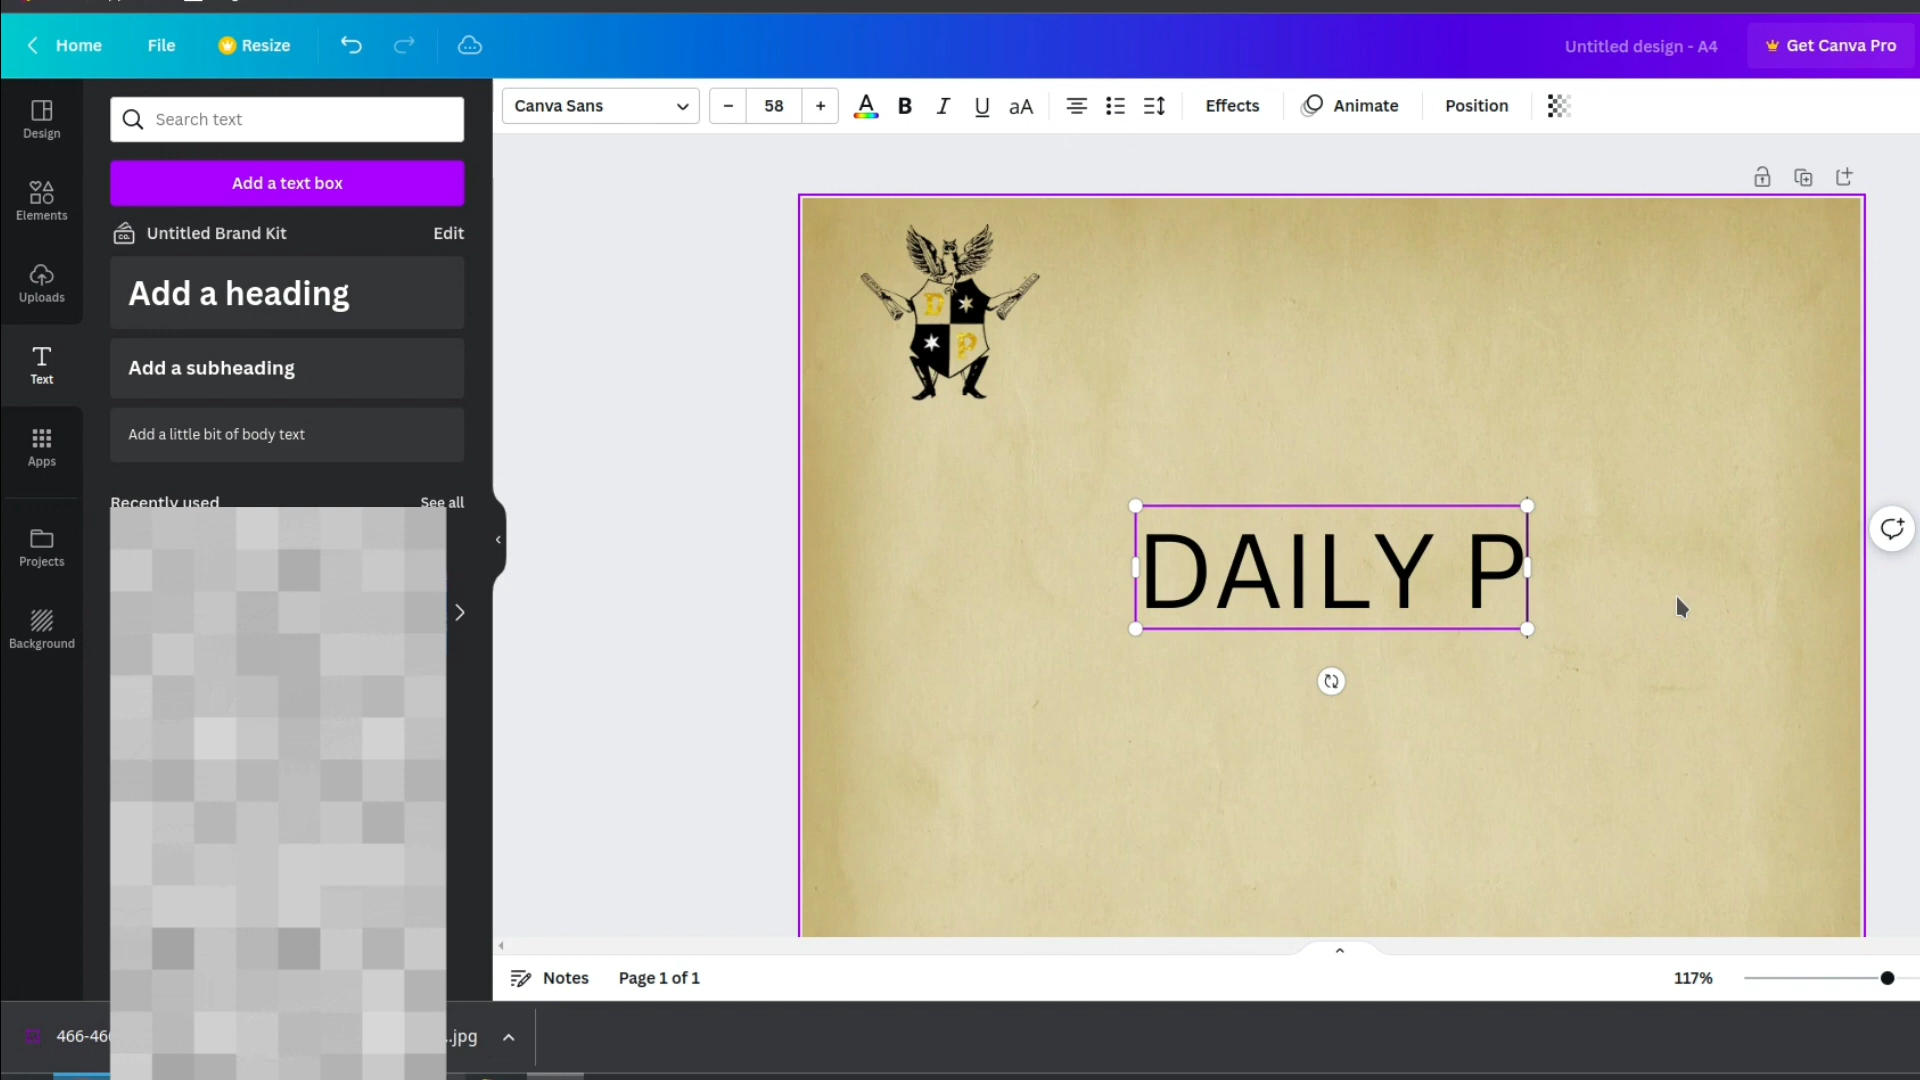 Home File Resize Untitled design - A4 Get Canva Pro
Search text Canva Sans − 58 + A B I U aA Effects Animate Position
Design
Add a text box
Elements
Untitled Brand Kit Edit
Uploads
Add a heading
D
P
Text
Add a subheading
Add a little bit of body text
Apps
Recently used See all
Projects
DAILY P
Background
Notes Page 1 of 1 117%
466-46 ..jpg